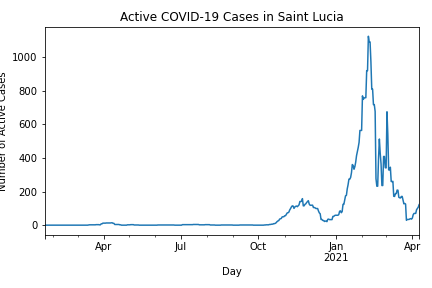 Active COVID-19 Cases in Saint Lucia
Number of Active Cases
1000
800
600
400
200
0
Apr
Jul
Oct
Jan
2021
Apr
Day